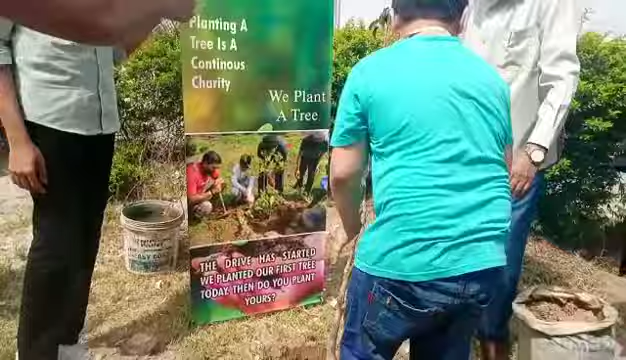 Planting A
Tree Is A
Continous
Charity
We Plant
A Tree
THE DRIVE HAS STARTED
WE PLANTED OUR FIRST TREE
TODAY. THEN DO YOU PLANT
YOURS?